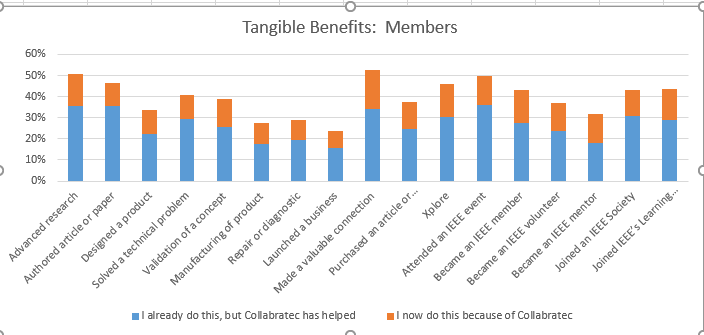 Tangible Benefits:  Members
60%
50%
40%
30%
20%
10%
0%
Advanced research
Authored article or paper
Designed a product
Solved a technical problem
Validation of a concept
Manufacturing of product
Repair or diagnostic
Launched a business
Made a valuable connection
Purchased an article or...
Xplore
Attended an IEEE event
Became an IEEE member
Became an IEEE volunteer
Became an IEEE mentor
Joined an IEEE Society
Joined IEEE's Learning...
I already do this, but Collabratec has helped
I now do this because of Collabratec